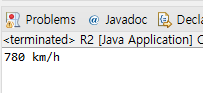 Problems @ Javadoc Decla
<terminated> R2 [Java Application] C
780 km/h